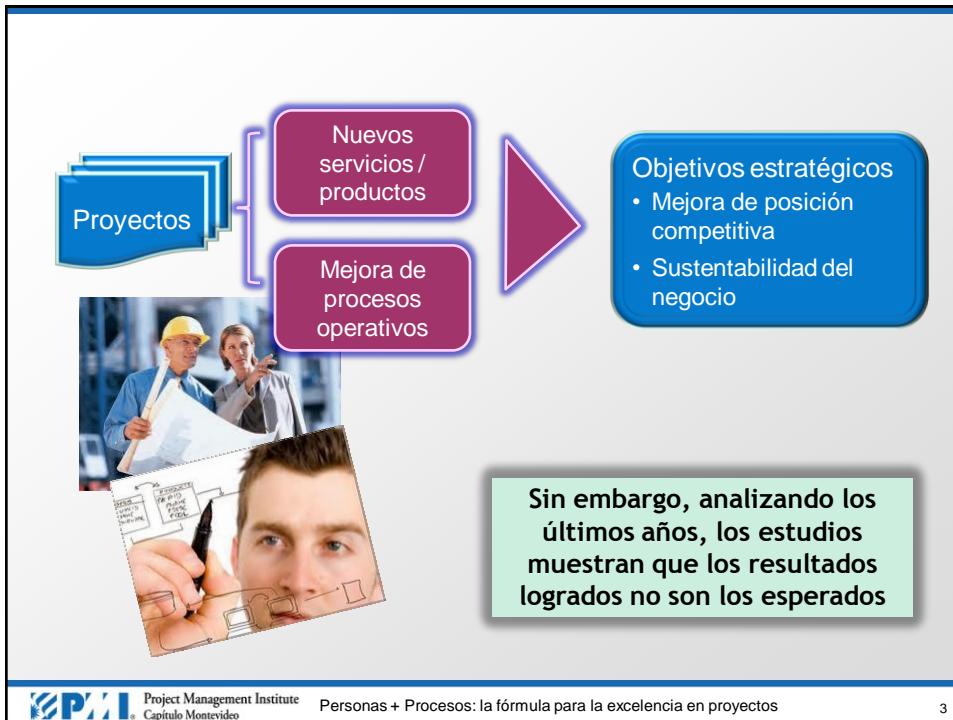 Proyectos
Nuevos
servicios /
productos
Mejora de
procesos
operativos
Objetivos estratégicos
• Mejora de posición
competitiva
• Sustentabilidad del
negocio
Sin embargo, analizando los
últimos años, los estudios
muestran que los resultados
logrados no son los esperados
PMI
Project Management Institute
Capítulo Montevideo
Personas + Procesos: la fórmula para la excelencia en proyectos
3